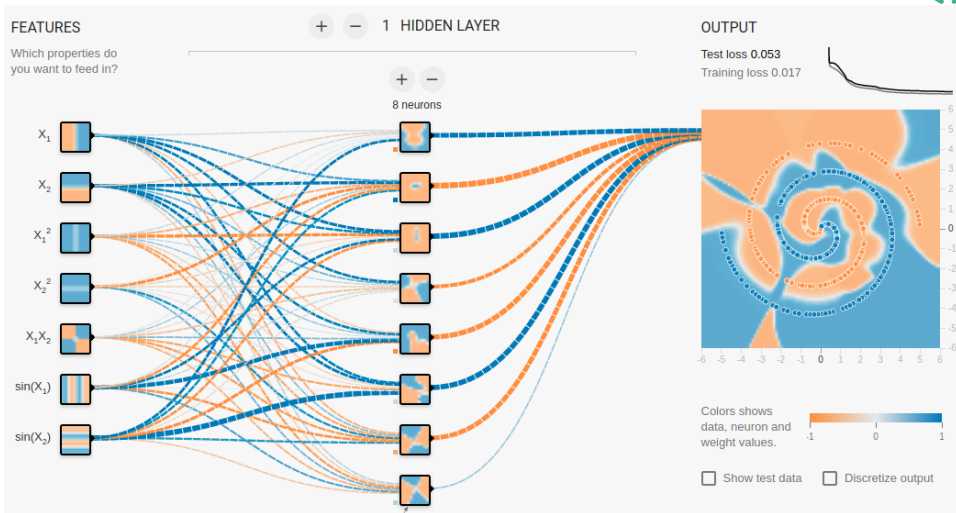 FEATURES
Which properties do
you want to feed in?
+ − 1 HIDDEN LAYER
+ −
8 neurons
X₁
X₂
X₁²
X₂²
X₁X₂
sin(X₁)
sin(X₂)
OUTPUT
Test loss 0.053
Training loss 0.017
6
5
4
3
2
1
0
-1
-2
-3
-4
-5
-6
-6 -5 -4 -3 -2 -1 0 1 2 3 4 5 6
Colors shows
data, neuron and
weight values.
-1 0 1
Show test data Discretize output